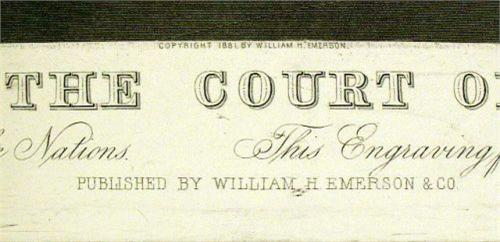 COPYRIGHT 1881, BY WILLIAM H. EMERSON.
THE COURT
Nations. This Engraving
PUBLISHED BY WILLIAM H. EMERSON & CO.